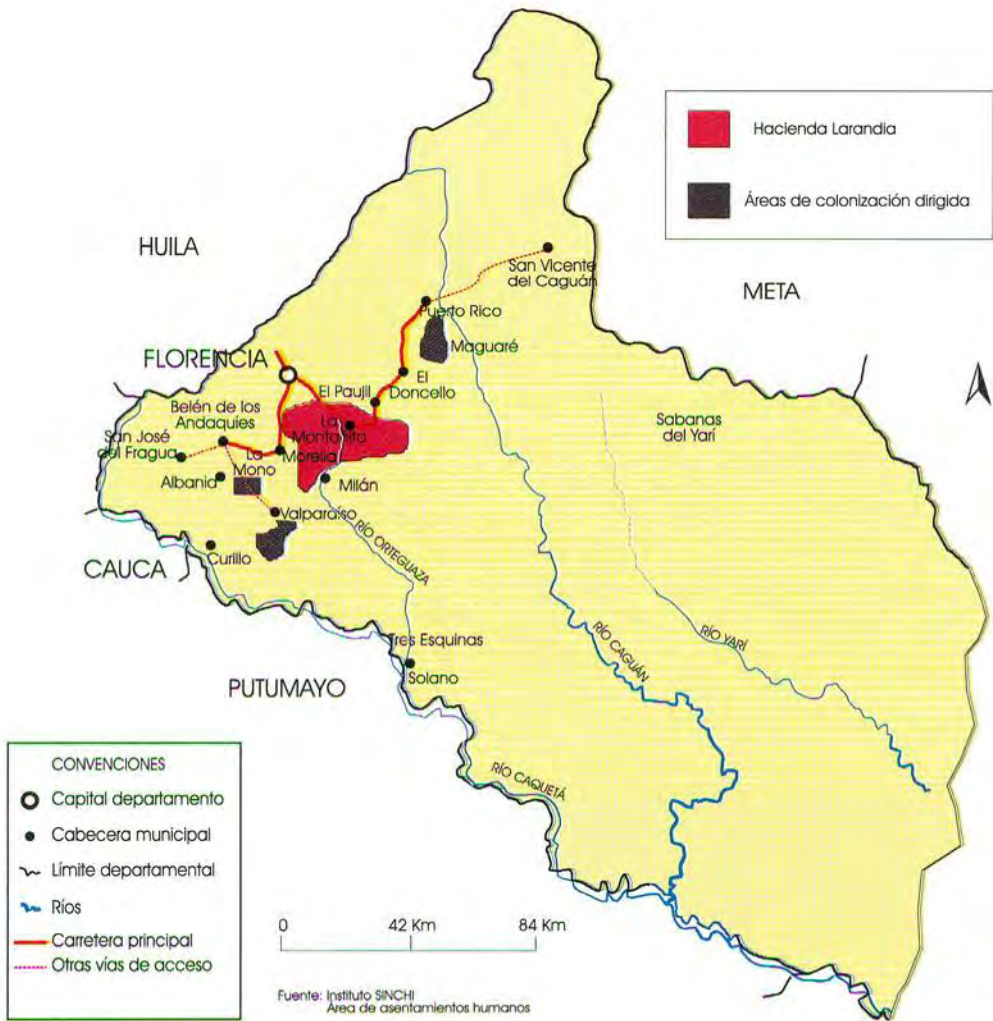 Hacienda Larandia
Áreas de colonización dirigida
HUILA
META
San Vicente
del Caguán
Puerto Rico
Maguaré
FLORENCIA
El
Doncello
El Paujil
Belén de los
Andaquies
La
Montañita
San José
del Fragua
La
Mono
Morelia
Albania
Milán
Valparaíso
Curillo
CAUCA
Sabanas
del Yarí
RÍO ORTEGUAZA
RÍO CAGUÁN
RÍO YARÍ
Tres Esquinas
Solano
PUTUMAYO
RÍO CAQUETÁ
CONVENCIONES
Capital departamento
Cabecera municipal
Límite departamental
Ríos
Carretera principal
Otras vías de acceso
0 42 Km 84 Km
Fuente: Instituto SINCHI
Área de asentamientos humanos